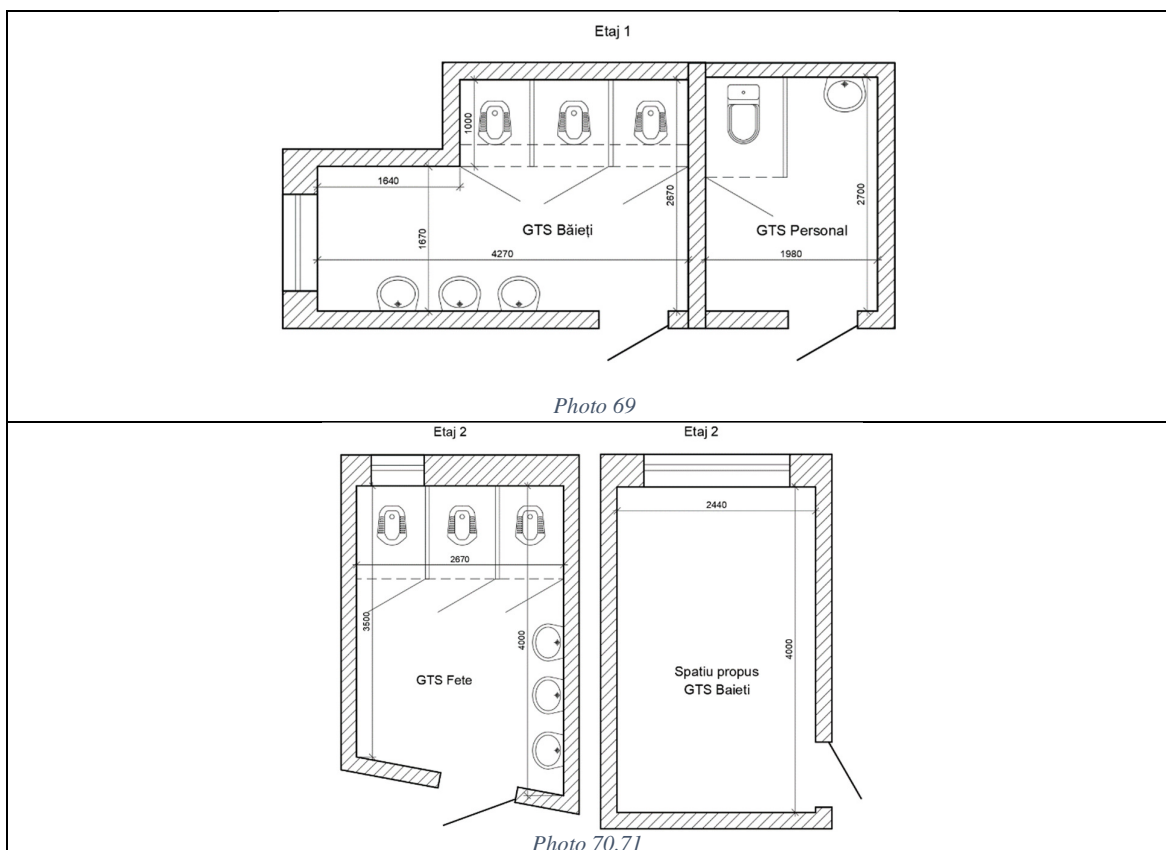 Etaj 1
1000
1640
1670
2670
2700
GTS Băieți
GTS Personal
4270
1980
Photo 69
Etaj 2
Etaj 2
2440
2670
3500
4000
4000
GTS Fete
Spatiu propus
GTS Baieti
Photo 70,71